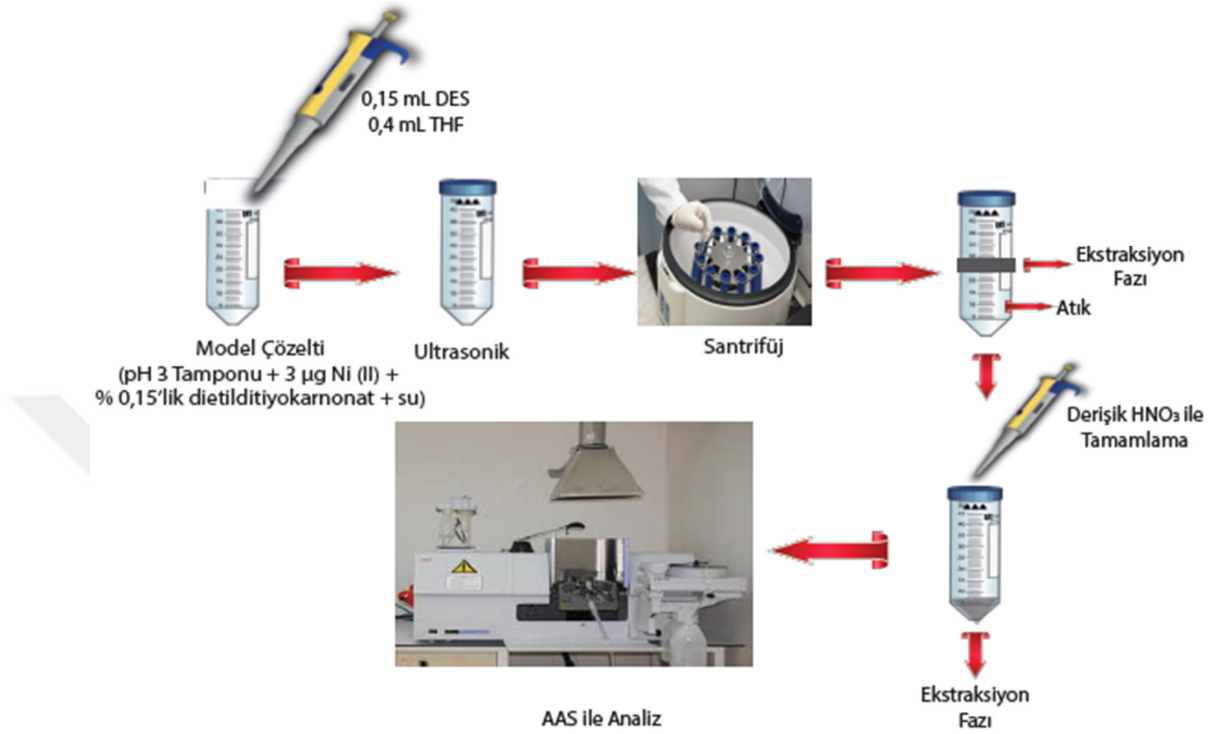 0,15 mL DES
0,4 mL THF
Model Çözelti
(pH 3 Tamponu + 3 µg Ni (II) +
% 0,15'lik dietilditiyokarnonat + su)
Ultrasonik
Santrifüj
Ekstraksiyon
Fazı
Atık
Derişik HNO₃ ile
Tamamlama
Ekstraksiyon
Fazı
AAS ile Analiz